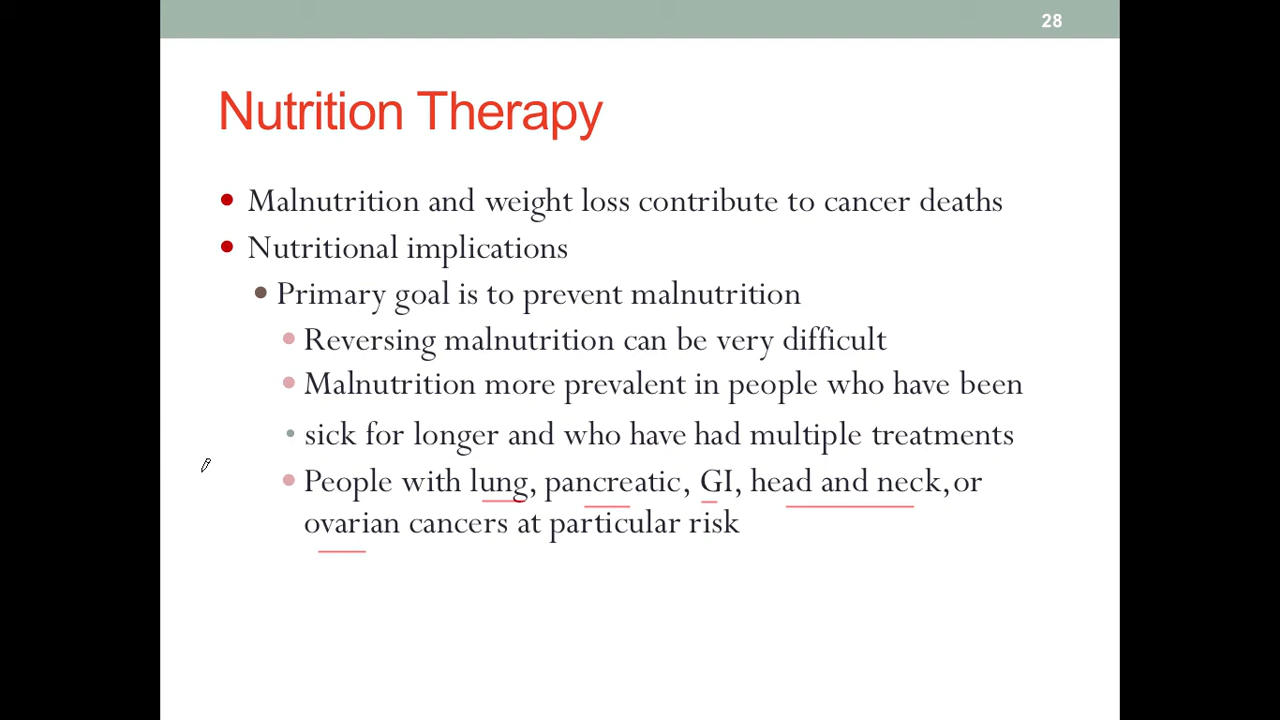 28
Nutrition Therapy
• Malnutrition and weight loss contribute to cancer deaths
• Nutritional implications
• Primary goal is to prevent malnutrition
• Reversing malnutrition can be very difficult
• Malnutrition more prevalent in people who have been
• sick for longer and who have had multiple treatments
• People with lung, pancreatic, GI, head and neck, or
ovarian cancers at particular risk